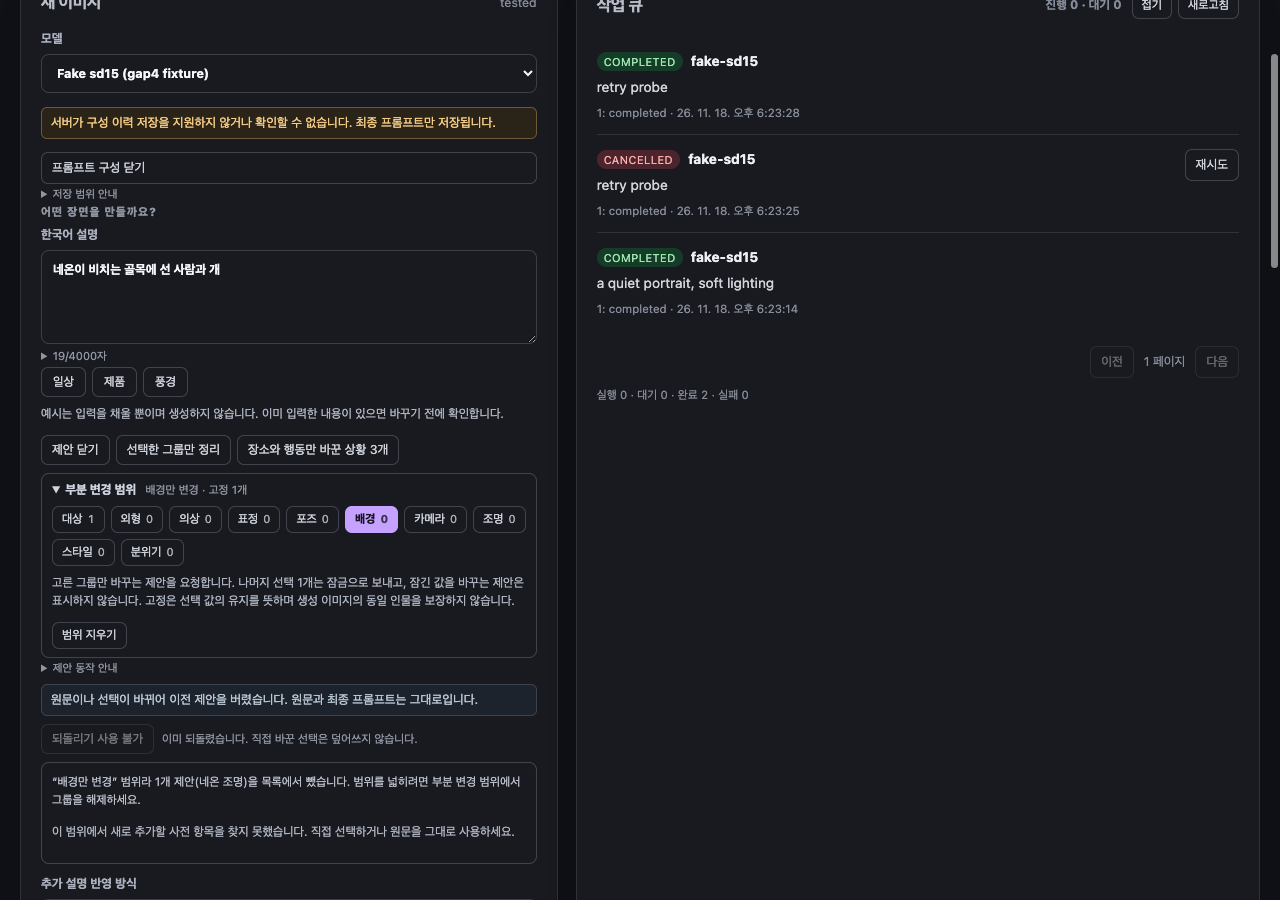 새 이미지
tested
모델
Fake sd15 (gap4 fixture)
서버가 구성 이력 저장을 지원하지 않거나 확인할 수 없습니다. 최종 프롬프트만 저장됩니다.
프롬프트 구성 닫기
저장 범위 안내
어떤 장면을 만들까요?
한국어 설명
네온이 비치는 골목에 선 사람과 개
19/4000자
일상
제품
풍경
예시는 입력을 채울 뿐이며 생성하지 않습니다. 이미 입력한 내용이 있으면 바꾸기 전에 확인합니다.
제안 닫기
선택한 그룹만 정리
장소와 행동만 바꾼 상황 3개
부분 변경 범위 배경만 변경 · 고정 1개
대상 1
외형 0
의상 0
표정 0
포즈 0
배경 0
카메라 0
조명 0
스타일 0
분위기 0
고른 그룹만 바꾸는 제안을 요청합니다. 나머지 선택 1개는 잠금으로 보내고, 잠긴 값을 바꾸는 제안은
표시하지 않습니다. 고정은 선택 값의 유지를 뜻하며 생성 이미지의 동일 인물을 보장하지 않습니다.
범위 지우기
제안 동작 안내
원문이나 선택이 바뀌어 이전 제안을 버렸습니다. 원문과 최종 프롬프트는 그대로입니다.
되돌리기 사용 불가
이미 되돌렸습니다. 직접 바꾼 선택은 덮어쓰지 않습니다.
“배경만 변경” 범위라 1개 제안(네온 조명)을 목록에서 뺐습니다. 범위를 넓히려면 부분 변경 범위에서
그룹을 해제하세요.
이 범위에서 새로 추가할 사전 항목을 찾지 못했습니다. 직접 선택하거나 원문을 그대로 사용하세요.
추가 설명 반영 방식
작업 큐
진행 0 · 대기 0
접기
새로고침
COMPLETED fake-sd15
retry probe
1: completed · 26. 11. 18. 오후 6:23:28
CANCELLED fake-sd15
재시도
retry probe
1: completed · 26. 11. 18. 오후 6:23:25
COMPLETED fake-sd15
a quiet portrait, soft lighting
1: completed · 26. 11. 18. 오후 6:23:14
이전
1 페이지
다음
실행 0 · 대기 0 · 완료 2 · 실패 0